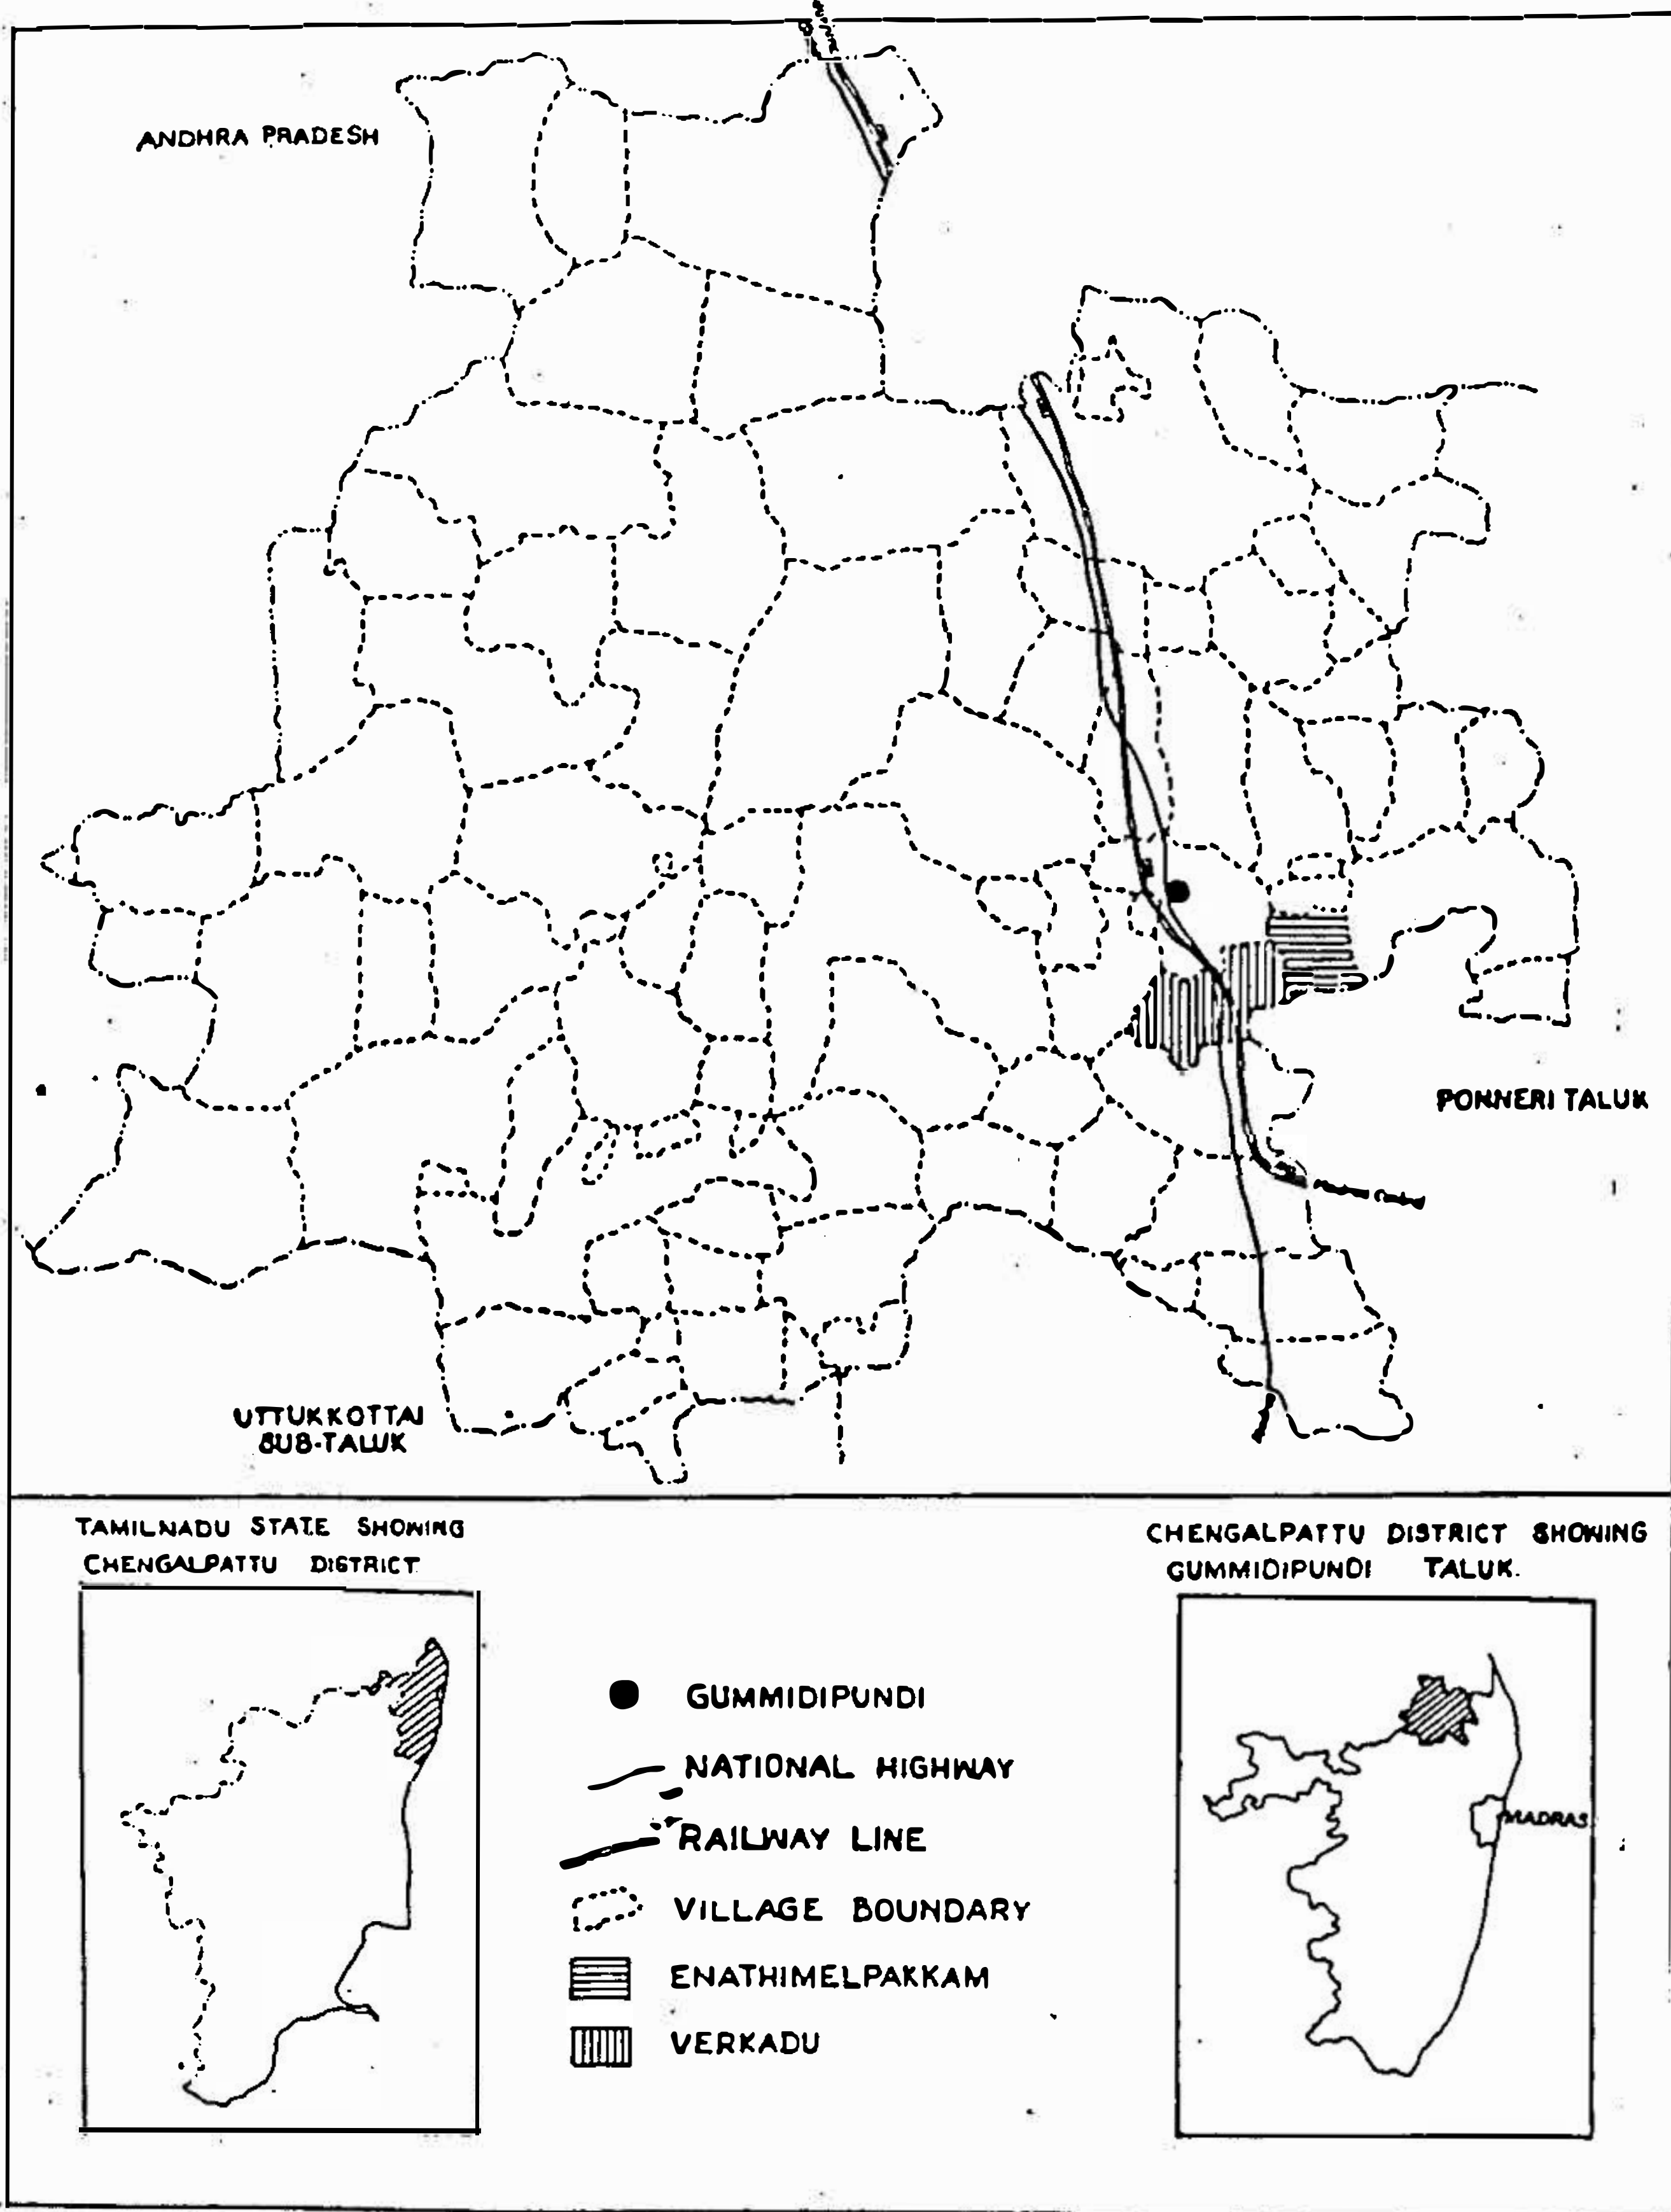 ANDHRA PRADESH
PONNERI TALUK
UTTUKKOTTAI
SUB-TALUK
TAMILNADU STATE SHOWING
CHENGALPATTU DISTRICT
CHENGALPATTU DISTRICT SHOWING
GUMMIDIPUNDI TALUK.
MADRAS
GUMMIDIPUNDI
NATIONAL HIGHWAY
RAILWAY LINE
VILLAGE BOUNDARY
ENATHIMELPAKKAM
VERKADU